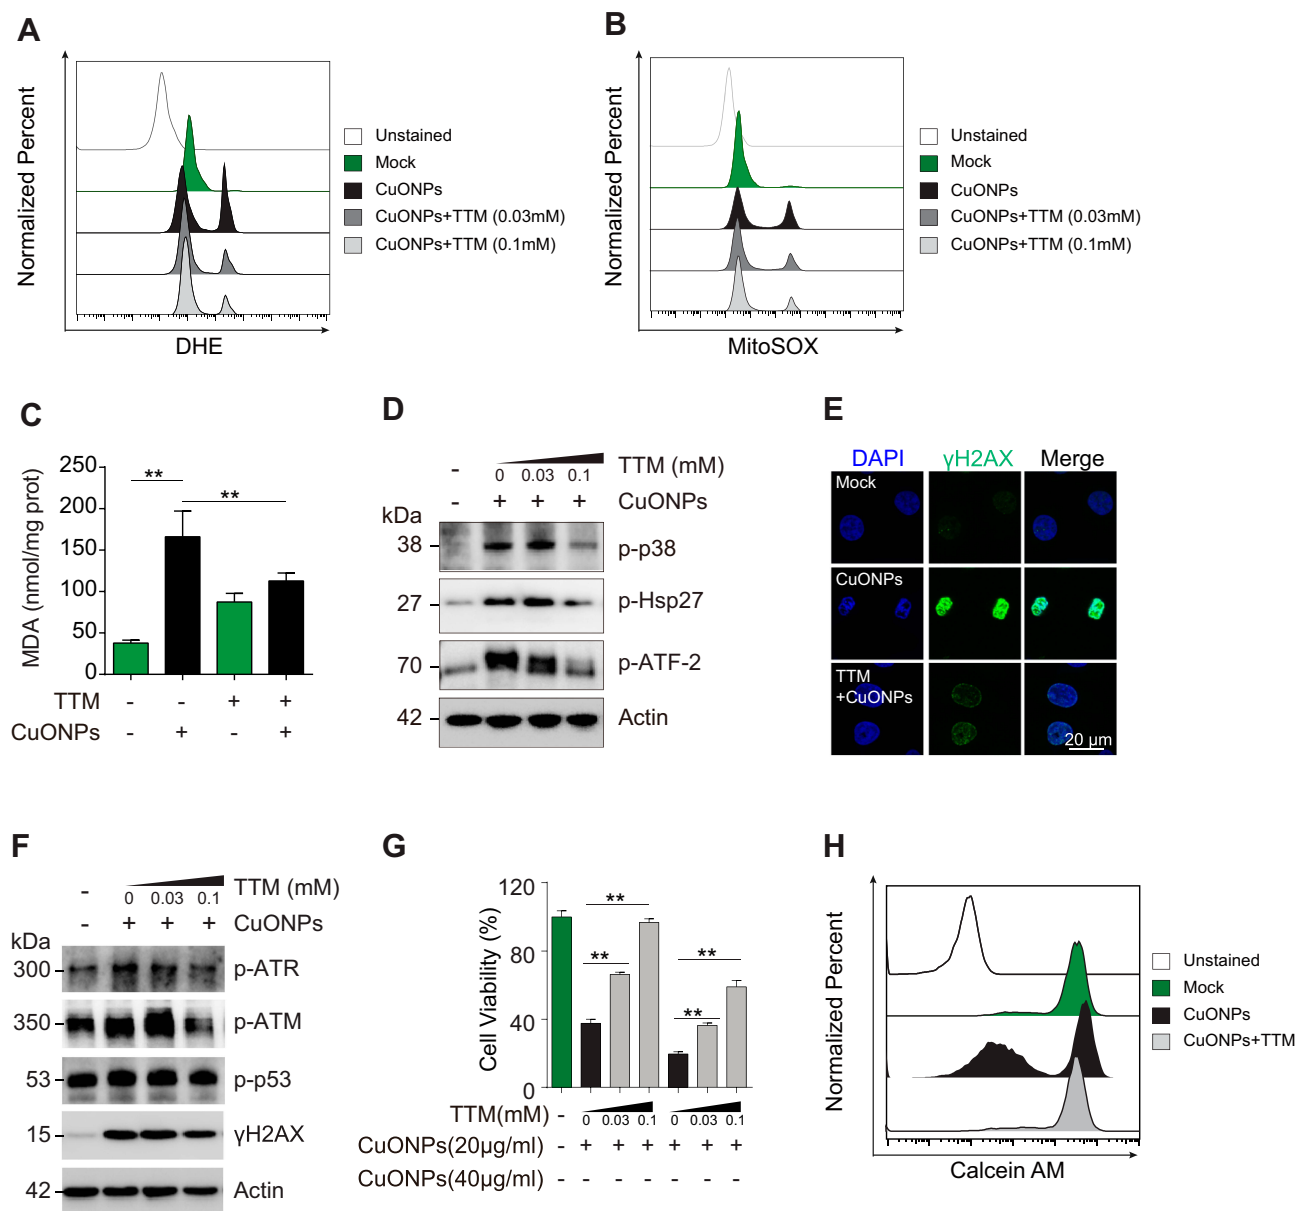 A
Normalized Percent
DHE
Unstained
Mock
CuONPs
CuONPs+TTM (0.03mM)
CuONPs+TTM (0.1mM)
B
Normalized Percent
MitoSOX
Unstained
Mock
CuONPs
CuONPs+TTM (0.03mM)
CuONPs+TTM (0.1mM)
C
MDA (nmol/mg prot)
250
200
150
100
50
0
** **
TTM - - + +
CuONPs - + - +
D
- 0 0.03 0.1 TTM (mM)
- + + + CuONPs
kDa
38 p-p38
27 p-Hsp27
70 p-ATF-2
42 Actin
E
DAPI γH2AX Merge
Mock
CuONPs
TTM
+CuONPs
20 µm
F
- 0 0.03 0.1 TTM (mM)
- + + + CuONPs
kDa
300 p-ATR
350 p-ATM
53 p-p53
15 γH2AX
42 Actin
G
Cell Viability (%)
120
80
40
0
** ** ** **
TTM(mM) - 0 0.03 0.1 0 0.03 0.1
CuONPs(20µg/ml) - + + + + + +
CuONPs(40µg/ml) - - - - - - -
H
Normalized Percent
Calcein AM
Unstained
Mock
CuONPs
CuONPs+TTM